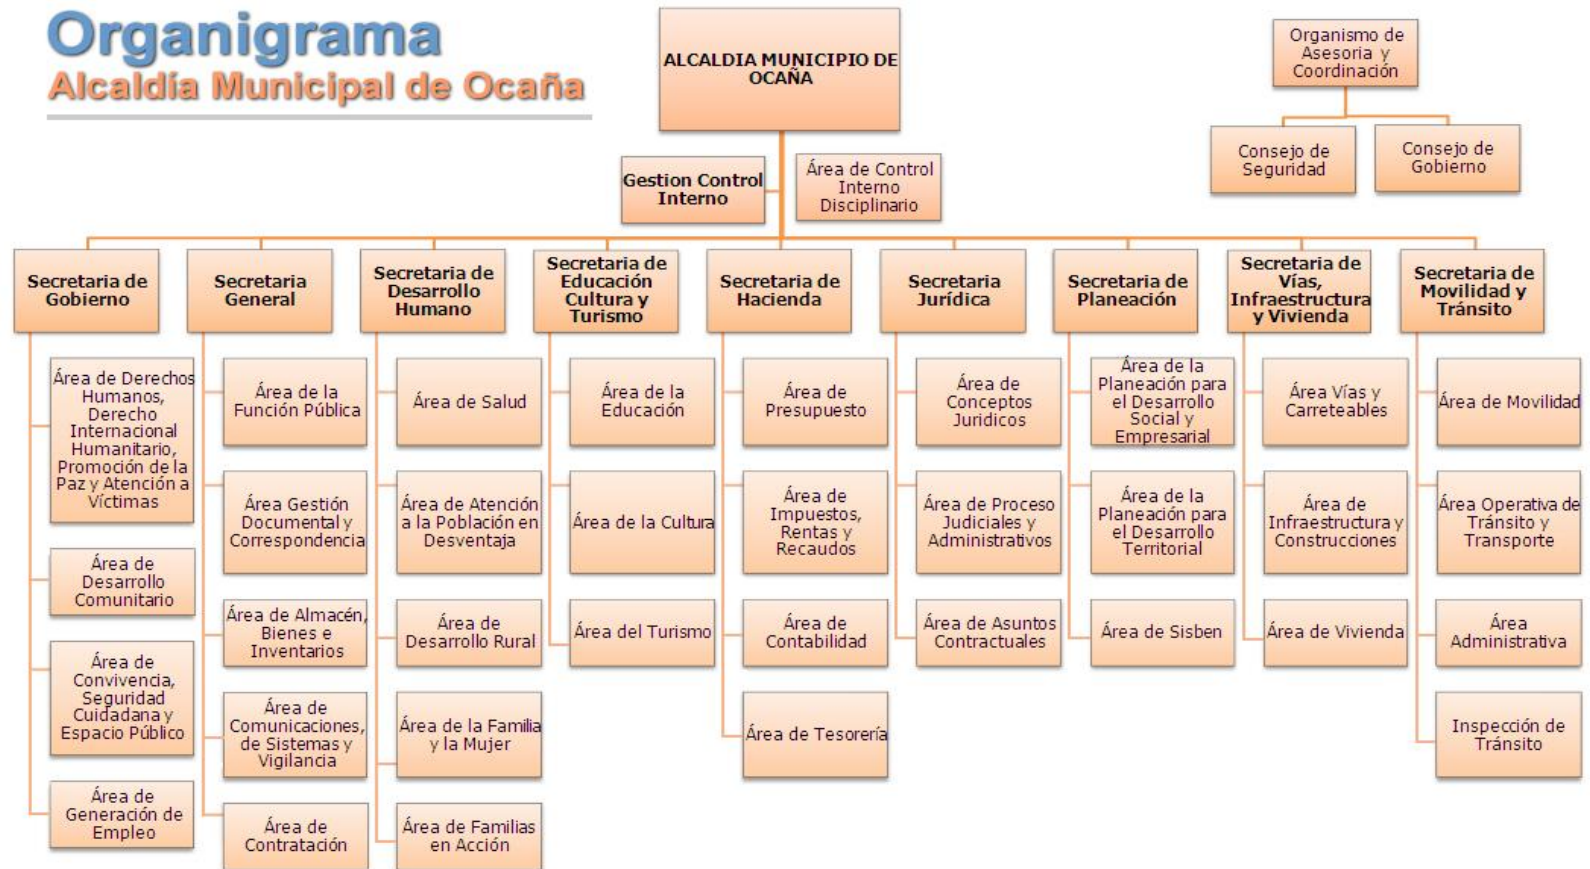 Organigrama
Alcaldía Municipal de Ocaña
ALCALDIA MUNICIPIO DE
OCAÑA
Organismo de
Asesoria y
Coordinación
Consejo de
Seguridad
Consejo de
Gobierno
Gestion Control
Interno
Área de Control
Interno
Disciplinario
Secretaria de
Gobierno
Secretaria
General
Secretaria de
Desarrollo
Humano
Secretaria de
Educación
Cultura y
Turismo
Secretaria de
Hacienda
Secretaria
Jurídica
Secretaria de
Planeación
Secretaria de
Vías,
Infraestructura
y Vivienda
Secretaria de
Movilidad y
Tránsito
Área de Derechos
Humanos,
Derecho
Internacional
Humanitario,
Promoción de la
Paz y Atención a
Víctimas
Área de
Desarrollo
Comunitario
Área de
Convivencia,
Seguridad
Cuidadana y
Espacio Público
Área de
Generación de
Empleo
Área de la
Función Pública
Área Gestión
Documental y
Correspondencia
Área de Almacén,
Bienes e
Inventarios
Área de
Comunicaciones,
de Sistemas y
Vigilancia
Área de
Contratación
Área de Salud
Área de Atención
a la Población en
Desventaja
Área de
Desarrollo Rural
Área de la Familia
y la Mujer
Área de Familias
en Acción
Área de la
Educación
Área de la Cultura
Área del Turismo
Área de
Presupuesto
Área de
Impuestos,
Rentas y
Recaudos
Área de
Contabilidad
Área de Tesorería
Área de
Conceptos
Juridicos
Área de Proceso
Judiciales y
Administrativos
Área de Asuntos
Contractuales
Área de la
Planeación para
el Desarrollo
Social y
Empresarial
Área de la
Planeación para
el Desarrollo
Territorial
Área de Sisben
Área Vías y
Carreteables
Área de
Infraestructura y
Construcciones
Área de Vivienda
Área de Movilidad
Área Operativa de
Tránsito y
Transporte
Área
Administrativa
Inspección de
Tránsito